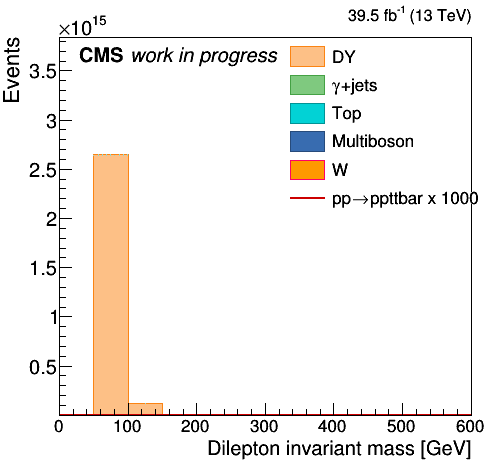 ×10¹⁵
39.5 fb⁻¹ (13 TeV)
CMS work in progress
Events
3.5
3
2.5
2
1.5
1
0.5
DY
γ+jets
Top
Multiboson
W
pp→ppttbar x 1000
0 100 200 300 400 500 600
Dilepton invariant mass [GeV]